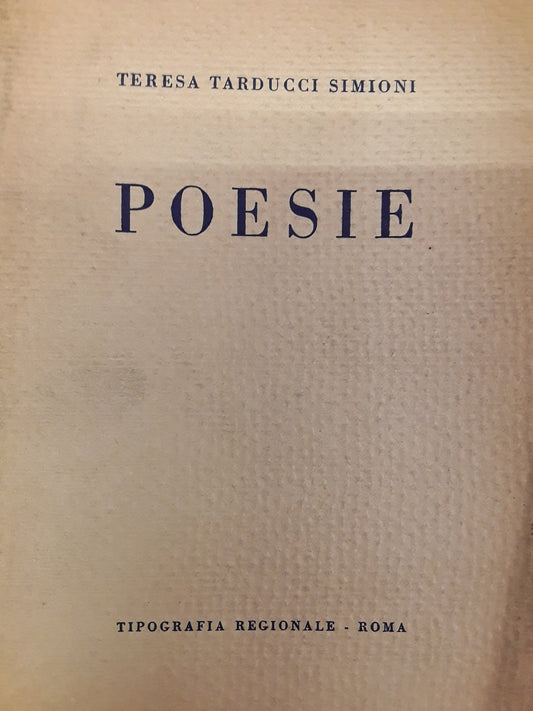 TERESA TARDUCCI SIMIONI
POESIE
TIPOGRAFIA REGIONALE - ROMA